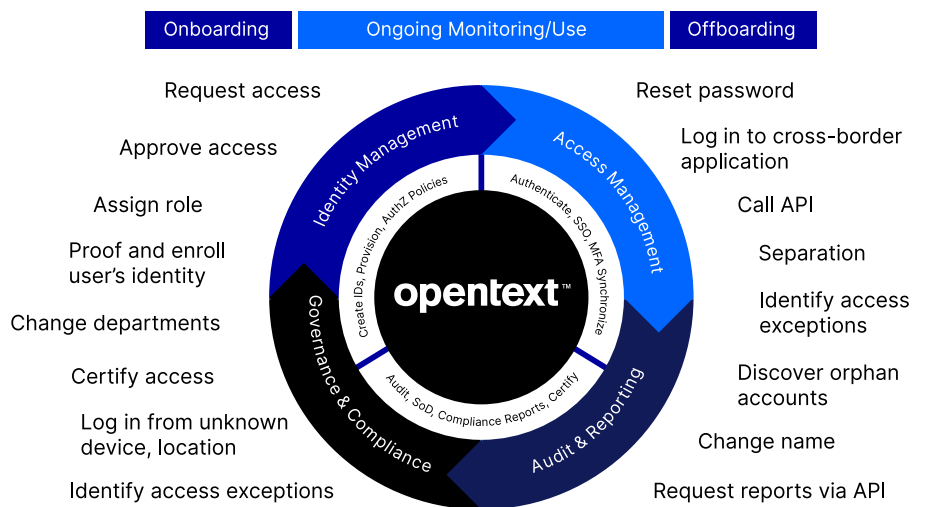 Onboarding
Ongoing Monitoring/Use
Offboarding
Request access
Approve access
Assign role
Proof and enroll
user’s identity
Change departments
Certify access
Log in from unknown
device, location
Identify access exceptions
Identity Management
Access Management
Governance & Compliance
Audit & Reporting
Create IDs, Provision, AuthZ Policies
Authenticate, SSO, MFA Synchronize
Audit, SoD, Compliance Reports, Certify
opentext™
Reset password
Log in to cross-border
application
Call API
Separation
Identify access
exceptions
Discover orphan
accounts
Change name
Request reports via API